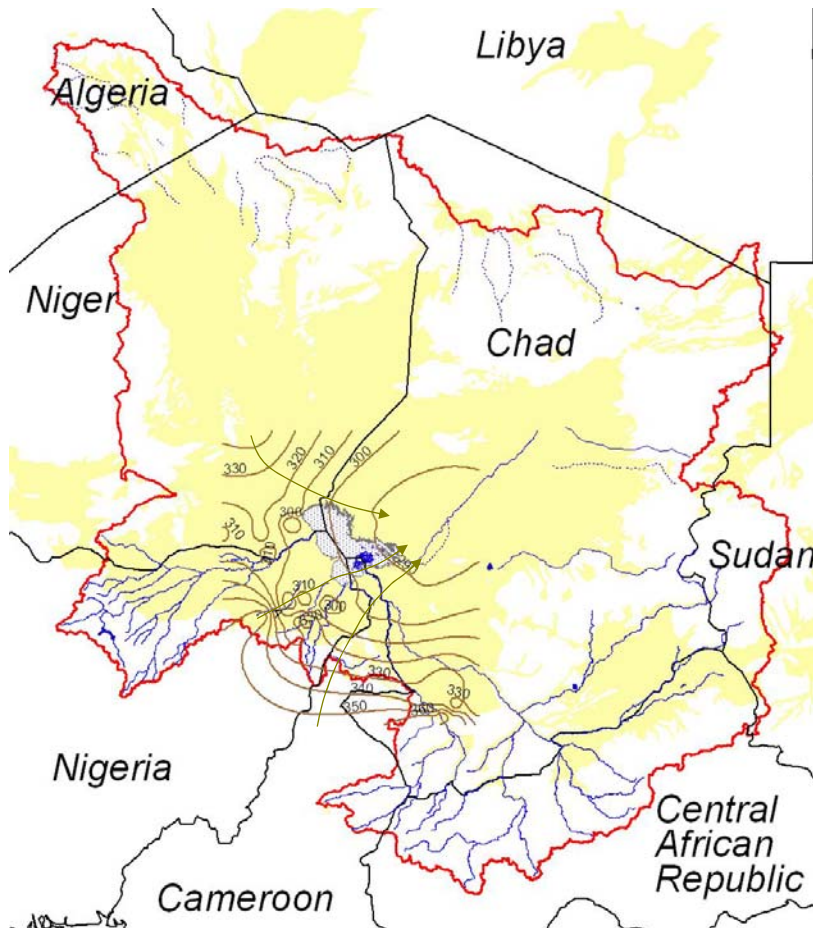 Libya
Algeria
Niger
Chad
320
310
300
330
310
300
Sudan
310
300
330
340
350
330
Nigeria
Central
African
Republic
Cameroon